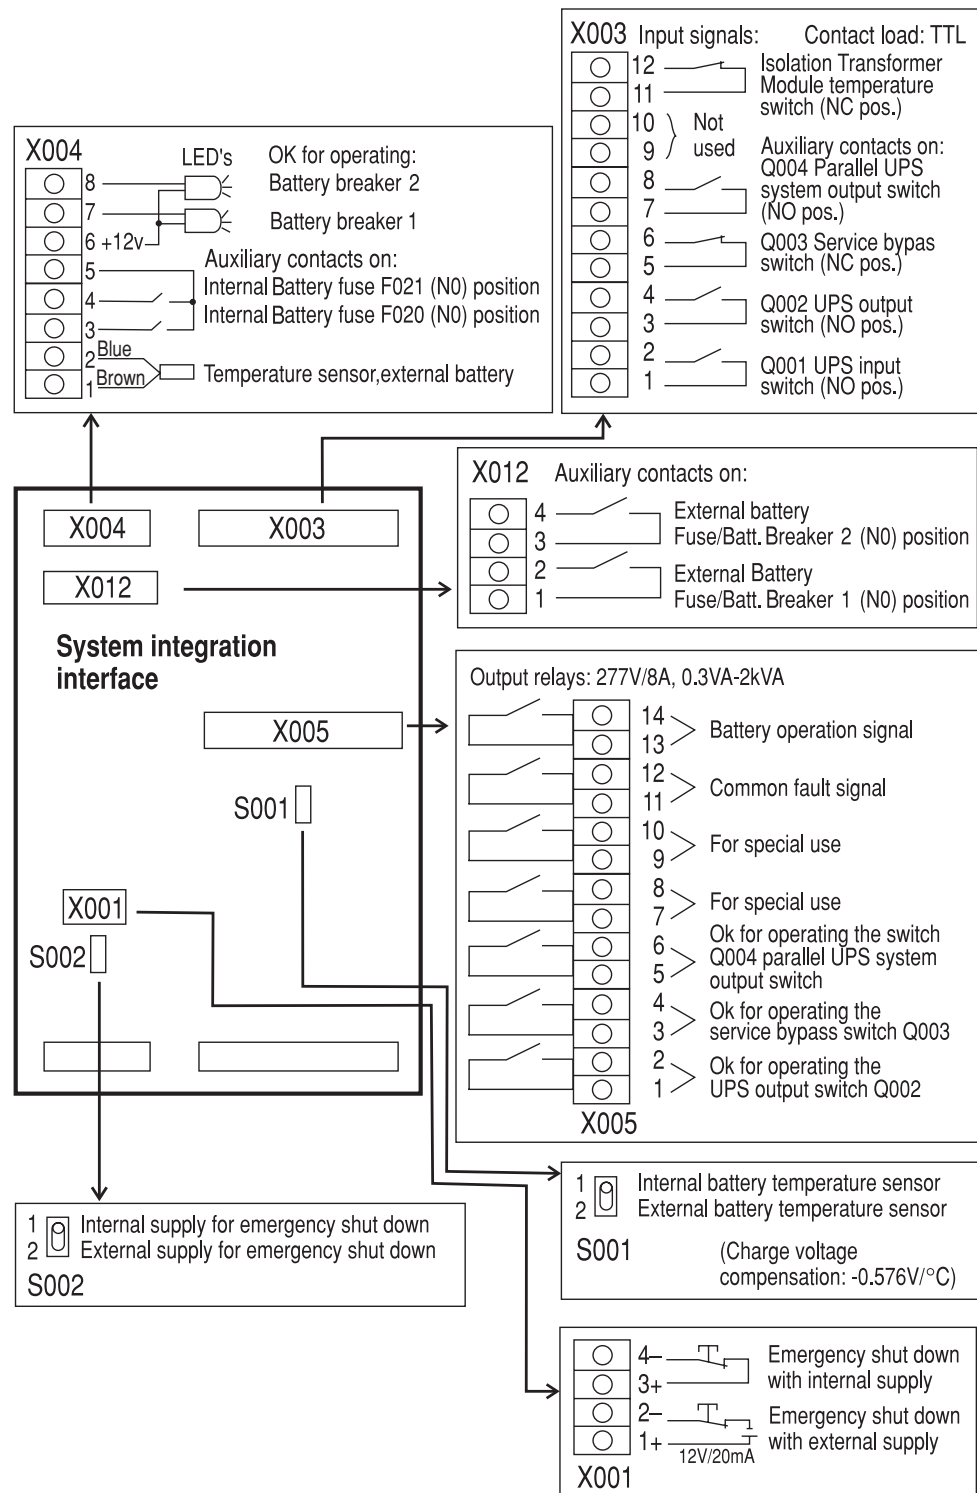 X003 Input signals: Contact load: TTL
12 Isolation Transformer
11 Module temperature
switch (NC pos.)
10 Not
9 used
Auxiliary contacts on:
8 Q004 Parallel UPS
system output switch
7 (NO pos.)
6 Q003 Service bypas
5 switch (NC pos.)
4 Q002 UPS output
3 switch (NO pos.)
2 Q001 UPS input
1 switch (NO pos.)
X004
LED's OK for operating:
8 Battery breaker 2
7 Battery breaker 1
6 +12v
5 Auxiliary contacts on:
4 Internal Battery fuse F021 (N0) position
3 Internal Battery fuse F020 (N0) position
2 Blue
1 Brown Temperature sensor,external battery
X012 Auxiliary contacts on:
4 External battery
3 Fuse/Batt. Breaker 2 (N0) position
2 External Battery
1 Fuse/Batt. Breaker 1 (N0) position
X004 X003
X012
System integration
interface
X005
S001
X001
S002
Output relays: 277V/8A, 0.3VA-2kVA
14
13 Battery operation signal
12
11 Common fault signal
10
9 For special use
8
7 For special use
6 Ok for operating the switch
Q004 parallel UPS system
5 output switch
4 Ok for operating the
3 service bypass switch Q003
2 Ok for operating the
1 UPS output switch Q002
X005
1 Internal battery temperature sensor
2 External battery temperature sensor
S001 (Charge voltage
compensation: -0.576V/°C)
1 Internal supply for emergency shut down
2 External supply for emergency shut down
S002
4– Emergency shut down
3+ with internal supply
2– Emergency shut down
1+ with external supply
12V/20mA
X001